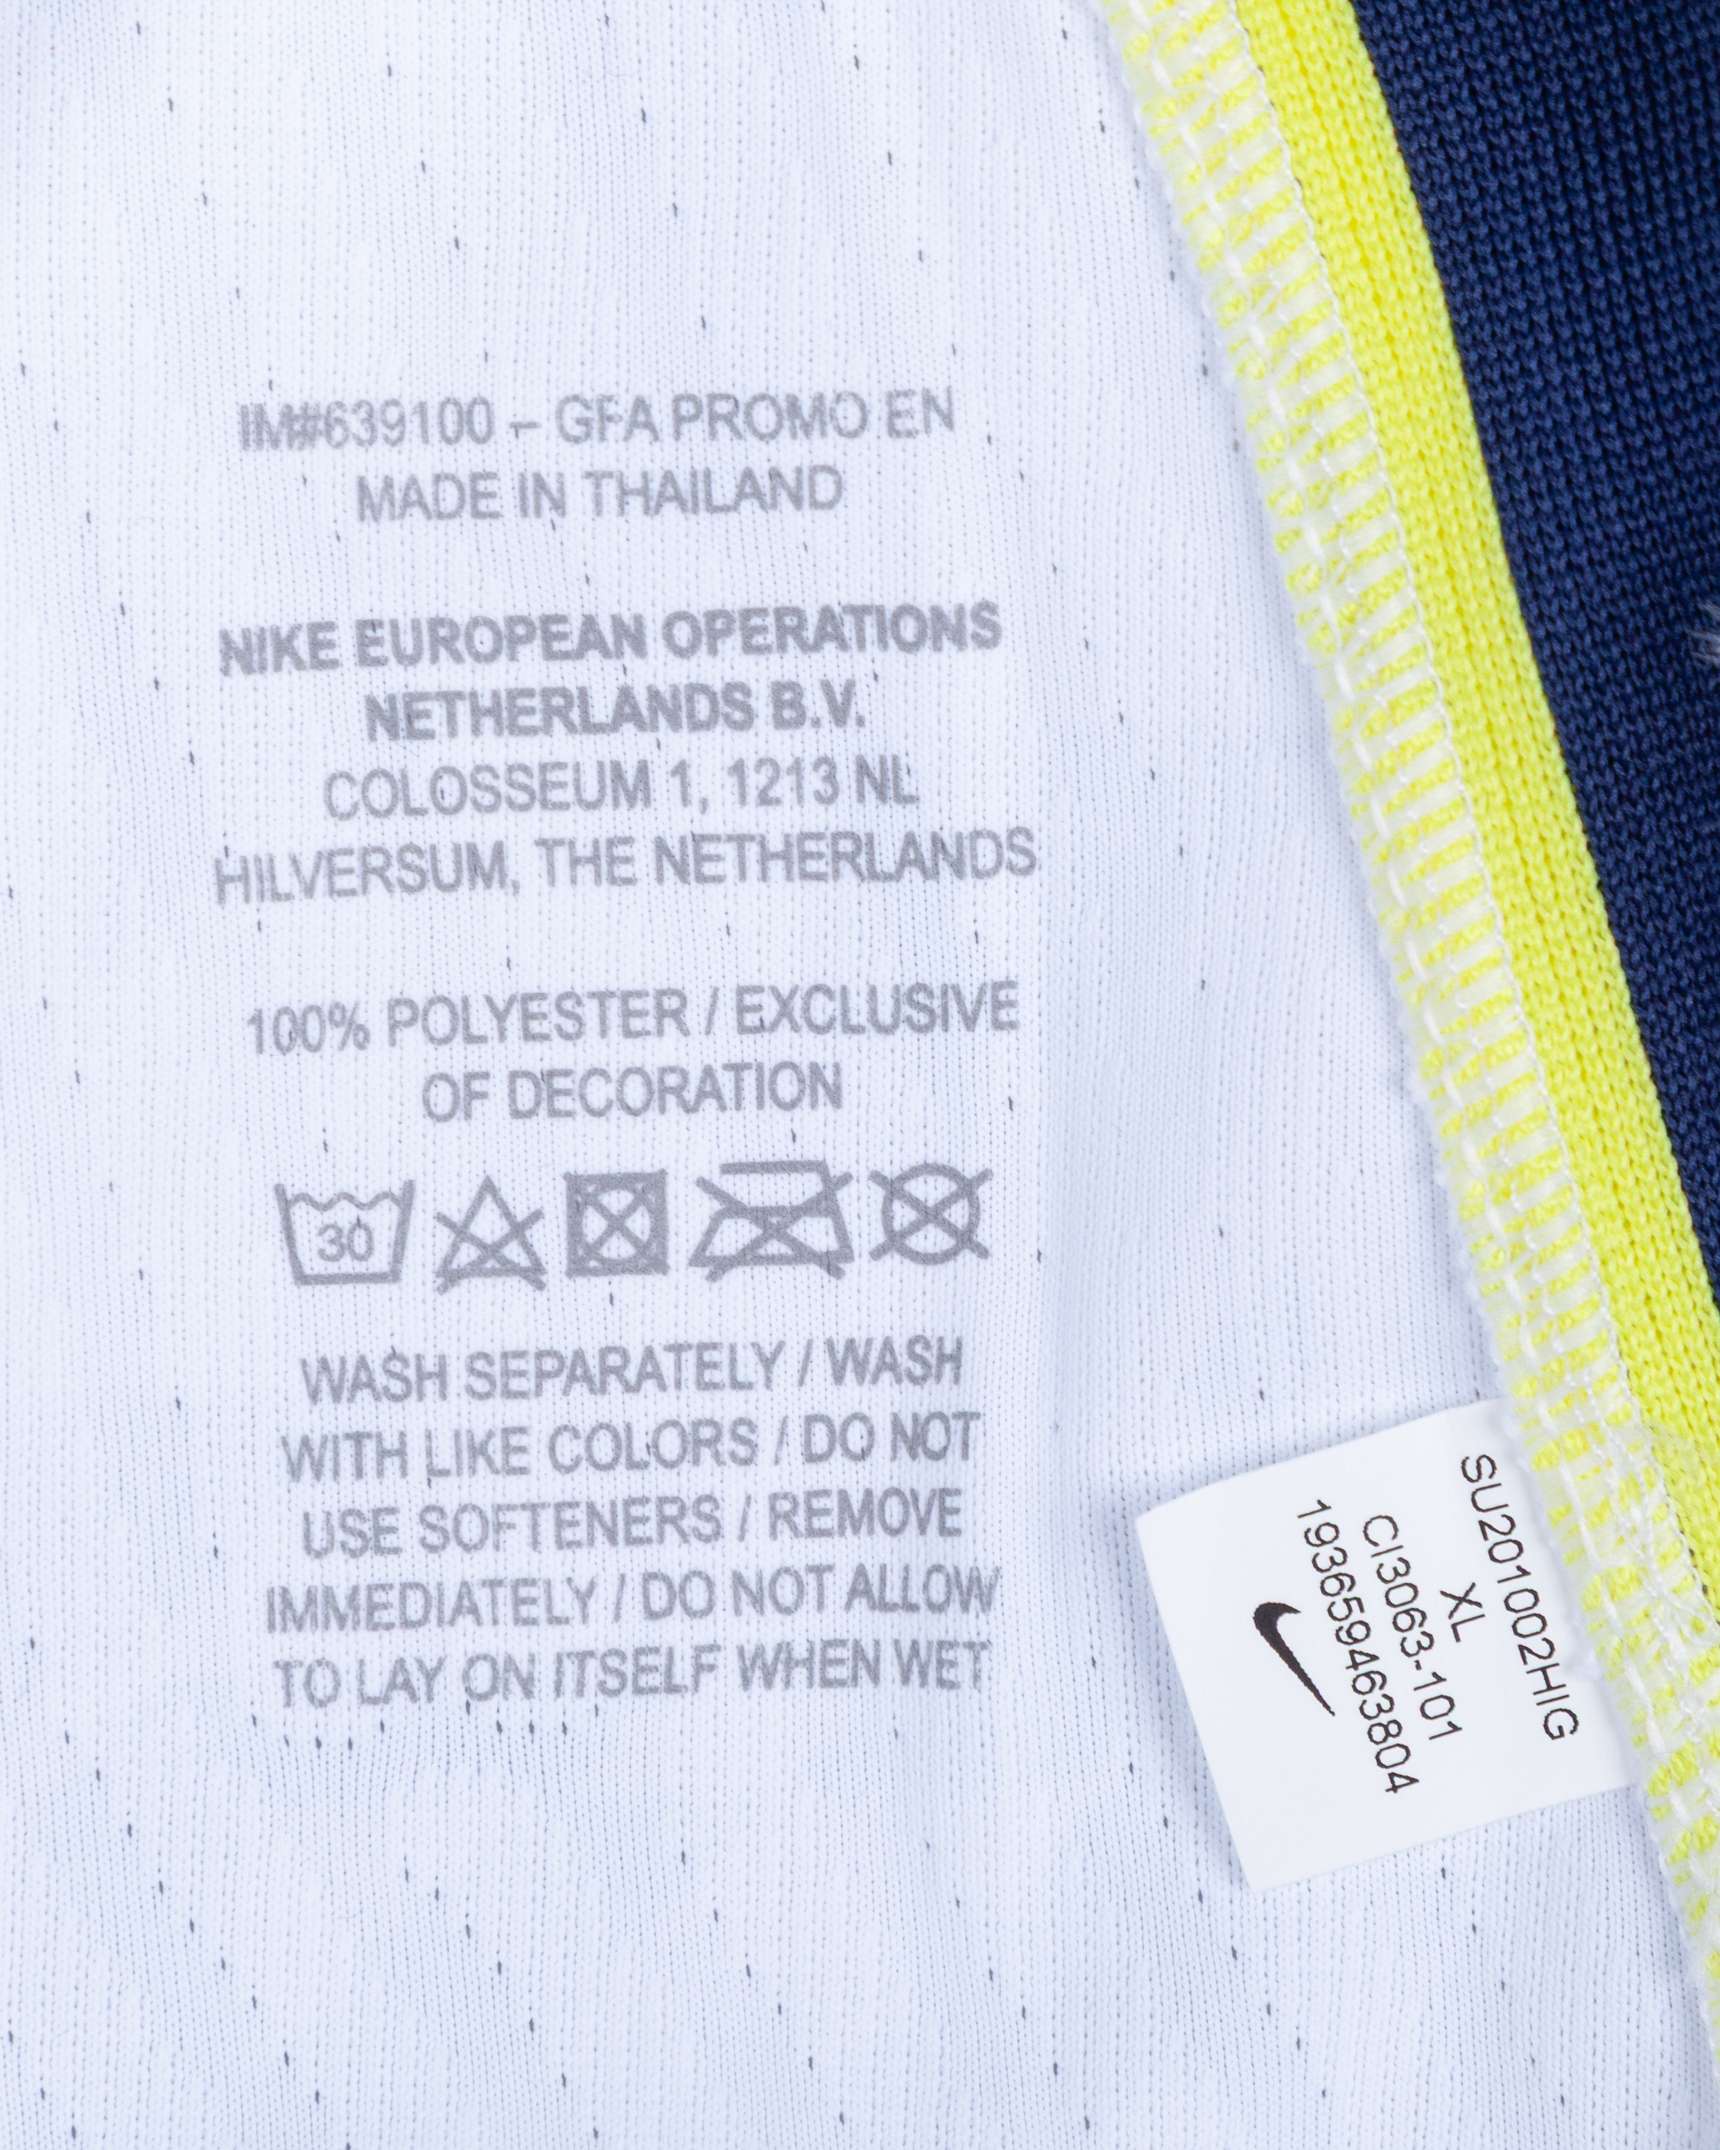 IM#639100 – GFA PROMO EN
MADE IN THAILAND
NIKE EUROPEAN OPERATIONS
NETHERLANDS B.V.
COLOSSEUM 1, 1213 NL
HILVERSUM, THE NETHERLANDS
100% POLYESTER / EXCLUSIVE
OF DECORATION
30
WASH SEPARATELY / WASH
WITH LIKE COLORS / DO NOT
USE SOFTENERS / REMOVE
IMMEDIATELY / DO NOT ALLOW
TO LAY ON ITSELF WHEN WET
SU201002HIG
XL
CI3063-101
193659463804